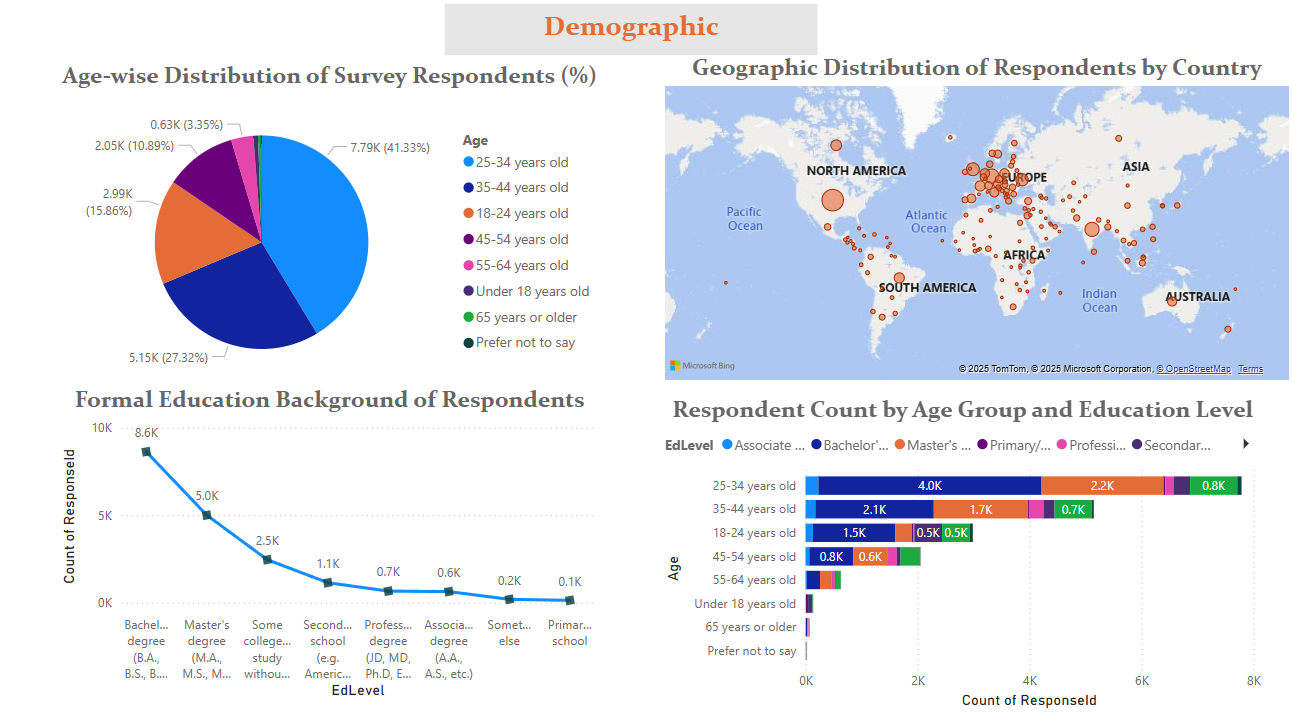 Demographic
Age-wise Distribution of Survey Respondents (%)
0.63K (3.35%)
2.05K (10.89%)
2.99K
(15.86%)
5.15K (27.32%)
7.79K (41.33%)
Age
25-34 years old
35-44 years old
18-24 years old
45-54 years old
55-64 years old
Under 18 years old
65 years or older
Prefer not to say
Geographic Distribution of Respondents by Country
NORTH AMERICA
EUROPE
ASIA
Pacific
Ocean
Atlantic
Ocean
AFRICA
SOUTH AMERICA
Indian
Ocean
AUSTRALIA
Microsoft Bing
© 2025 TomTom, © 2025 Microsoft Corporation, © OpenStreetMap Terms
Formal Education Background of Respondents
Count of ResponseId
10K
5K
0K
8.6K
5.0K
2.5K
1.1K
0.7K
0.6K
0.2K
0.1K
Bachel...
degree
(B.A.,
B.S., B....
Master's
degree
(M.A.,
M.S., M...
Some
college...
study
withou...
Second...
school
(e.g.
Americ...
Profess...
degree
(JD, MD,
Ph.D, E...
Associa...
degree
(A.A.,
A.S., etc.)
Somet...
else
Primar...
school
EdLevel
Respondent Count by Age Group and Education Level
EdLevel Associate ... Bachelor'... Master's ... Primary/... Professi... Secondar...
Age
25-34 years old 4.0K 2.2K 0.8K
35-44 years old 2.1K 1.7K 0.7K
18-24 years old 1.5K 0.5K 0.5K
45-54 years old 0.8K 0.6K
55-64 years old
Under 18 years old
65 years or older
Prefer not to say
0K 2K 4K 6K 8K
Count of ResponseId